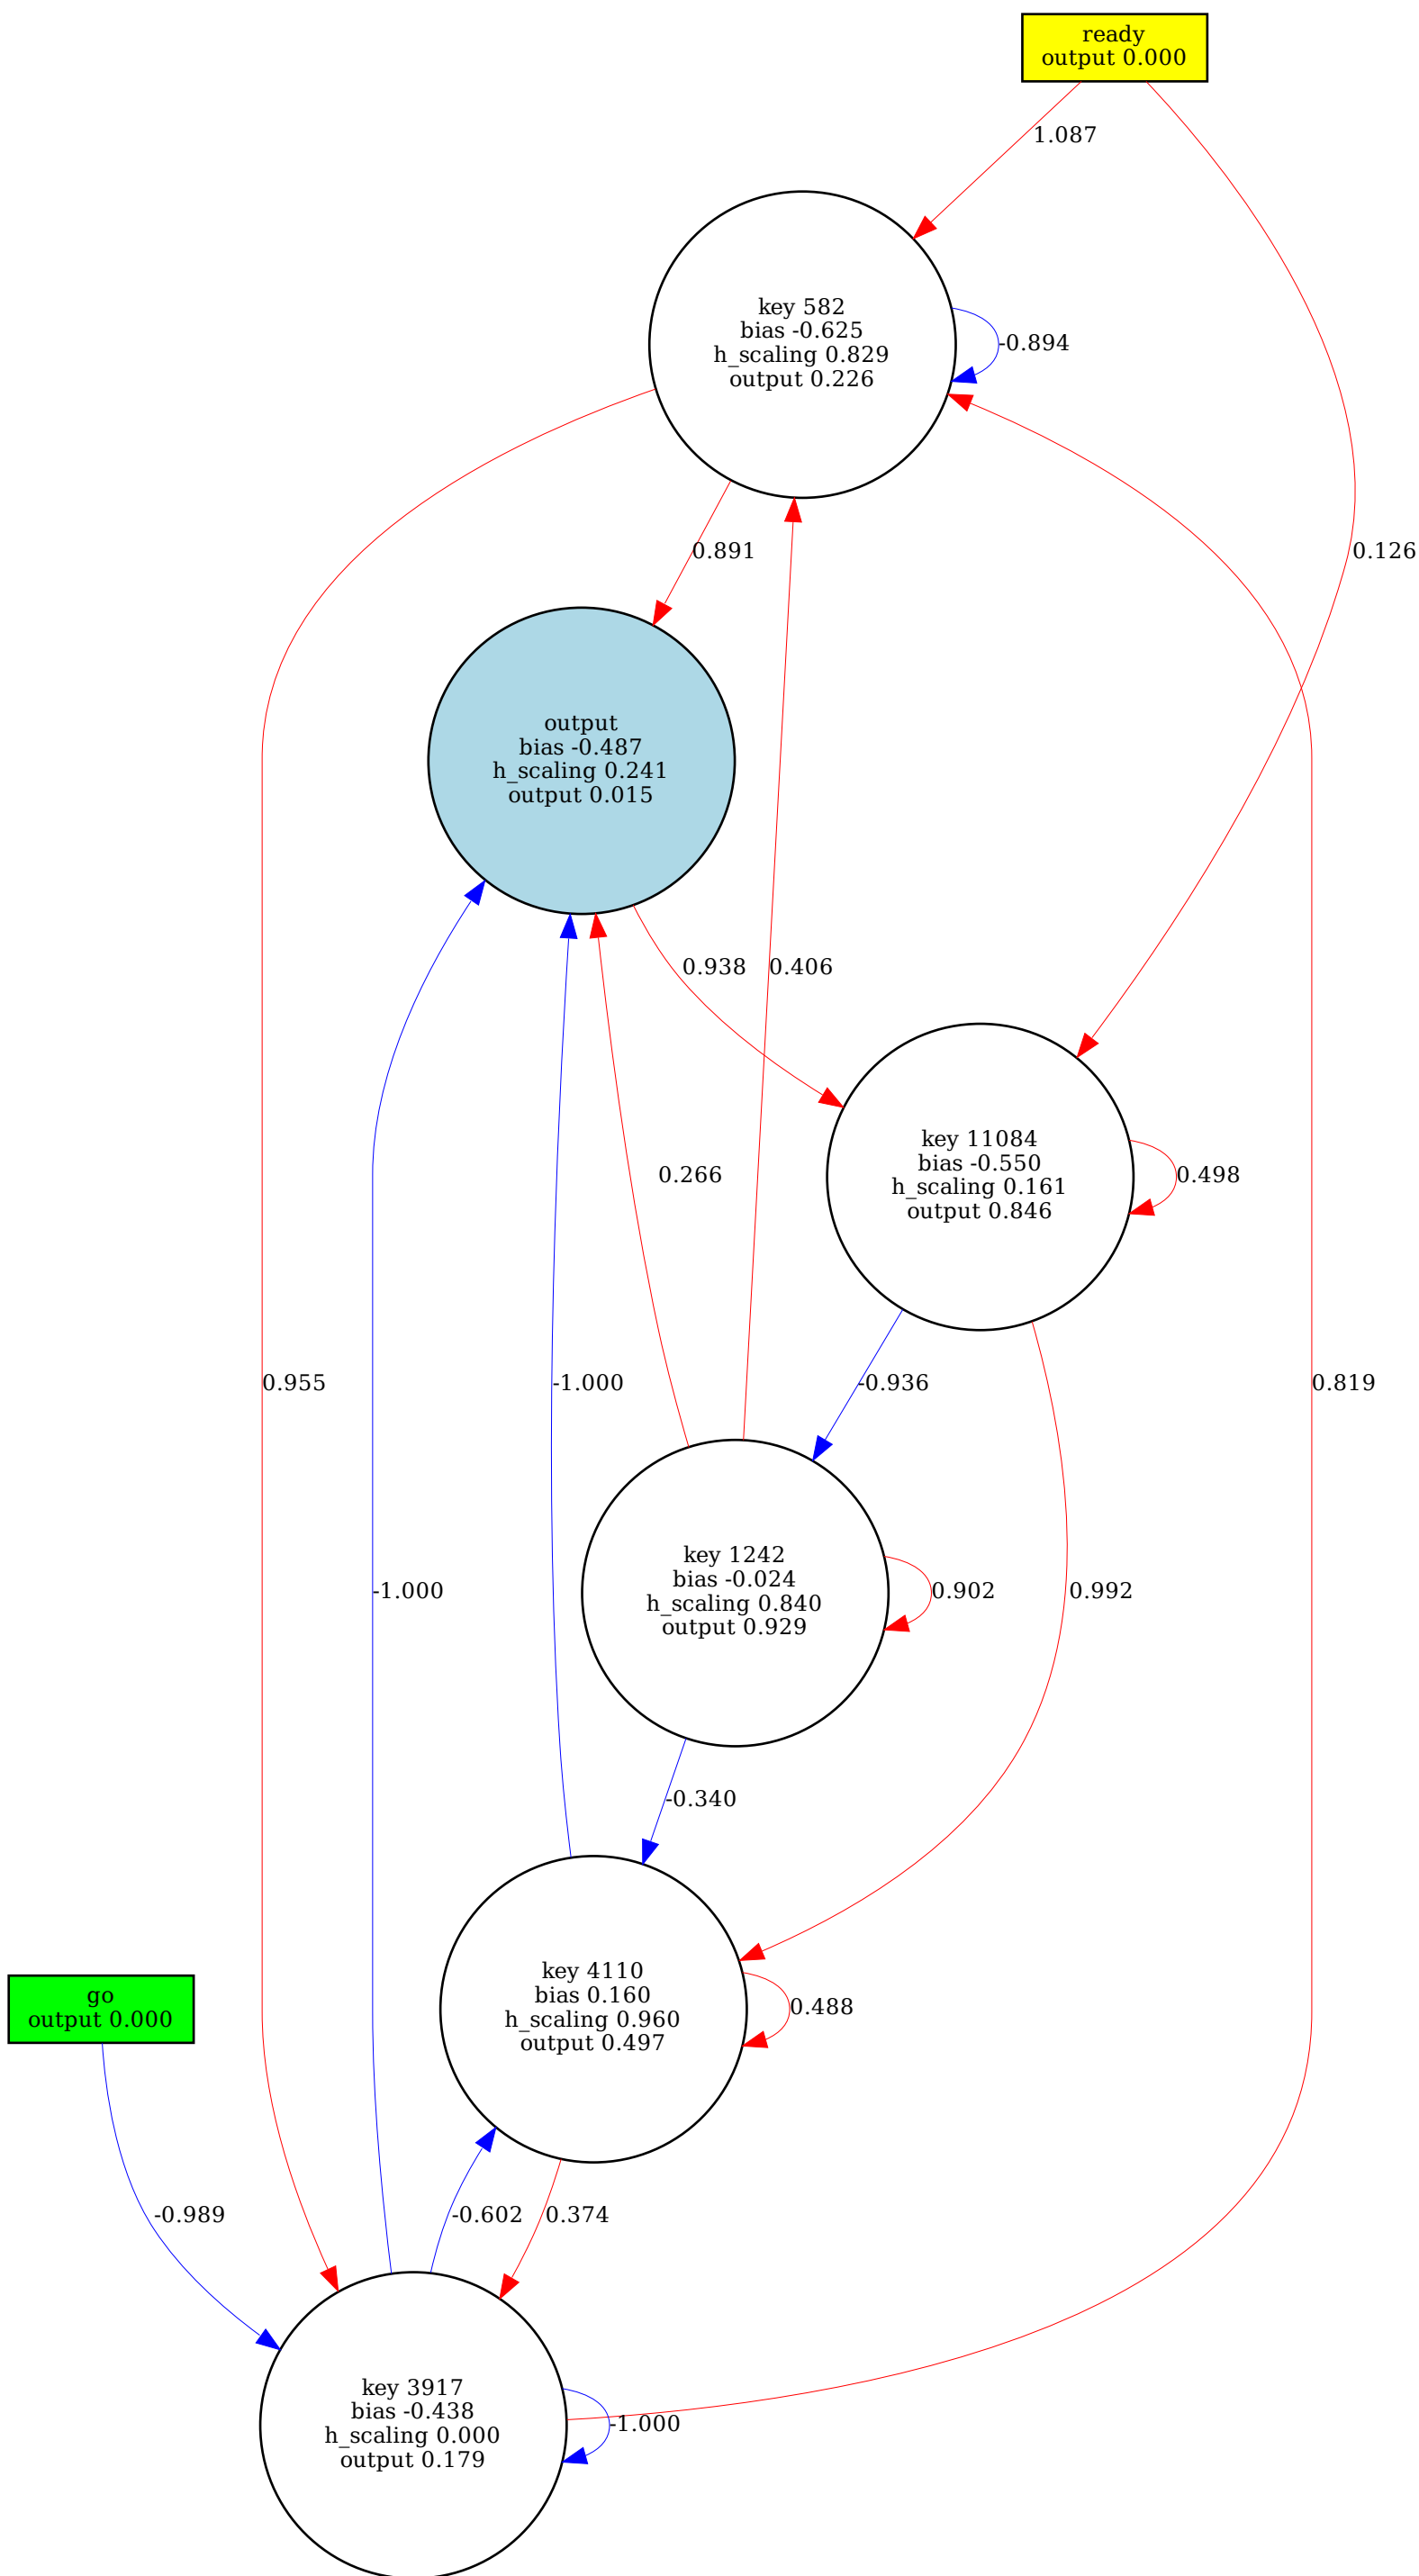 ready
output 0.000
1.087
key 582
bias -0.625
h_scaling 0.829
output 0.226
-0.894
0.891
0.126
output
bias -0.487
h_scaling 0.241
output 0.015
0.938
0.406
key 11084
bias -0.550
h_scaling 0.161
output 0.846
0.266
0.498
0.955
-1.000
-0.936
0.819
key 1242
bias -0.024
h_scaling 0.840
output 0.929
-1.000
0.902
0.992
-0.340
key 4110
bias 0.160
h_scaling 0.960
output 0.497
go
output 0.000
0.488
-0.989
-0.602
0.374
key 3917
bias -0.438
h_scaling 0.000
output 0.179
-1.000